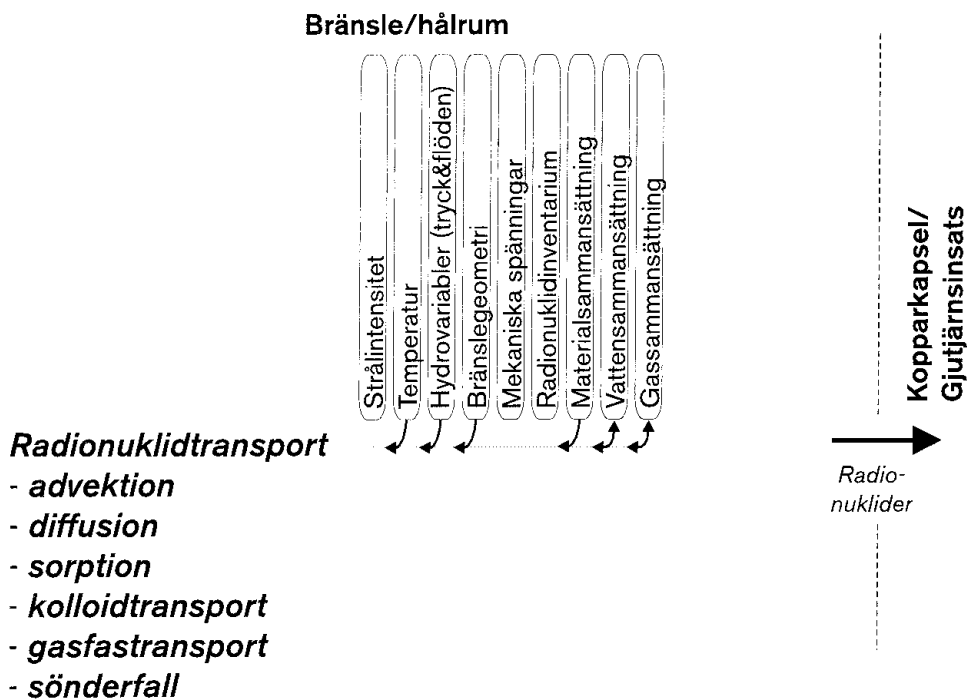 Bränsle/hålrum
Strålintensitet
Temperatur
Hydrovariabler (tryck&flöden)
Bränslegeometri
Mekaniska spänningar
Radionuklidinventarium
Materialsammansättning
Vattensammansättning
Gassammansättning
Kopparkapsel/
Gjutjärnsinsats
Radionuklidtransport
- advektion
- diffusion
- sorption
- kolloidtransport
- gasfastransport
- sönderfall
Radio-
nuklider